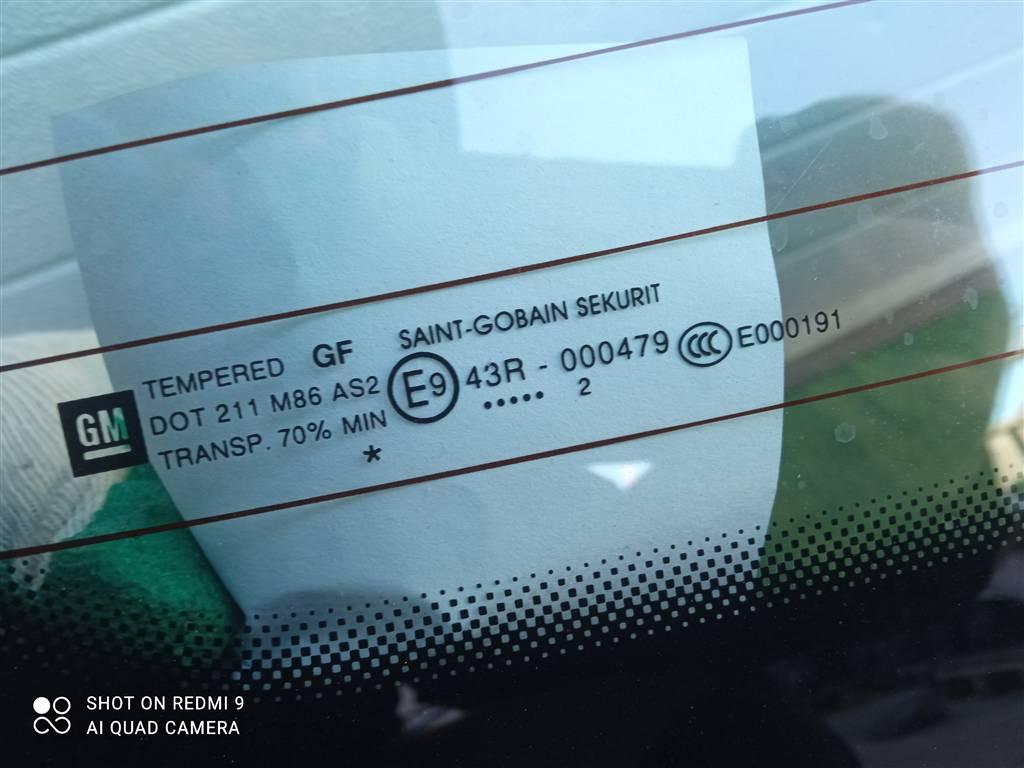 GM
TEMPERED GF
DOT 211 M86 AS2
TRANSP. 70% MIN
*
SAINT-GOBAIN SEKURIT
E9 43R - 000479 CCC E000191
••••• 2
SHOT ON REDMI 9
AI QUAD CAMERA